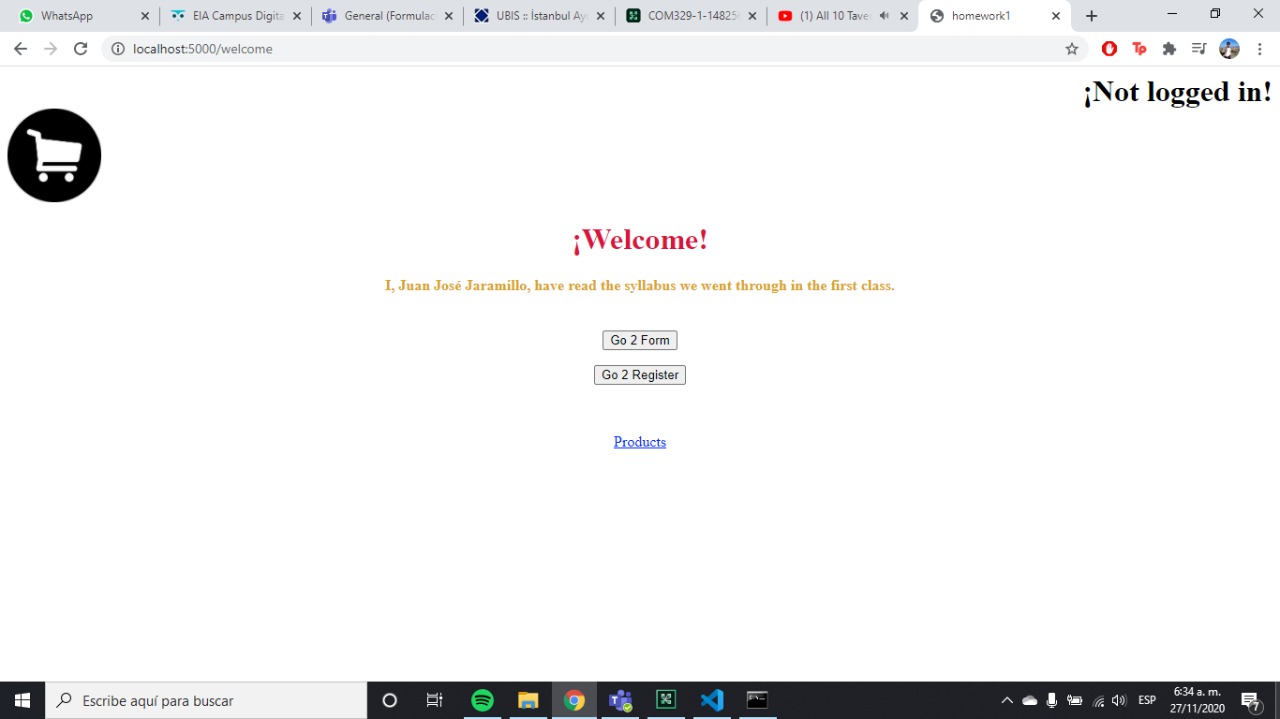 WhatsApp
EIA Campus Digita
General (Formulac
UBIS :: İstanbul Ay
COM329-1-14825
(1) All 10 Tave
homework1
localhost:5000/welcome
Tp
¡Not logged in!
¡Welcome!
I, Juan José Jaramillo, have read the syllabus we went through in the first class.
Go 2 Form
Go 2 Register
Products
Escribe aquí para buscar
ESP
6:34 a. m.
27/11/2020
7